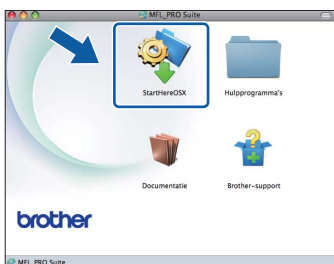 MFL_PRO Suite
StartHereOSX
Hulpprogramma's
Documentatie
Brother-support
brother
MFL_PRO Suite